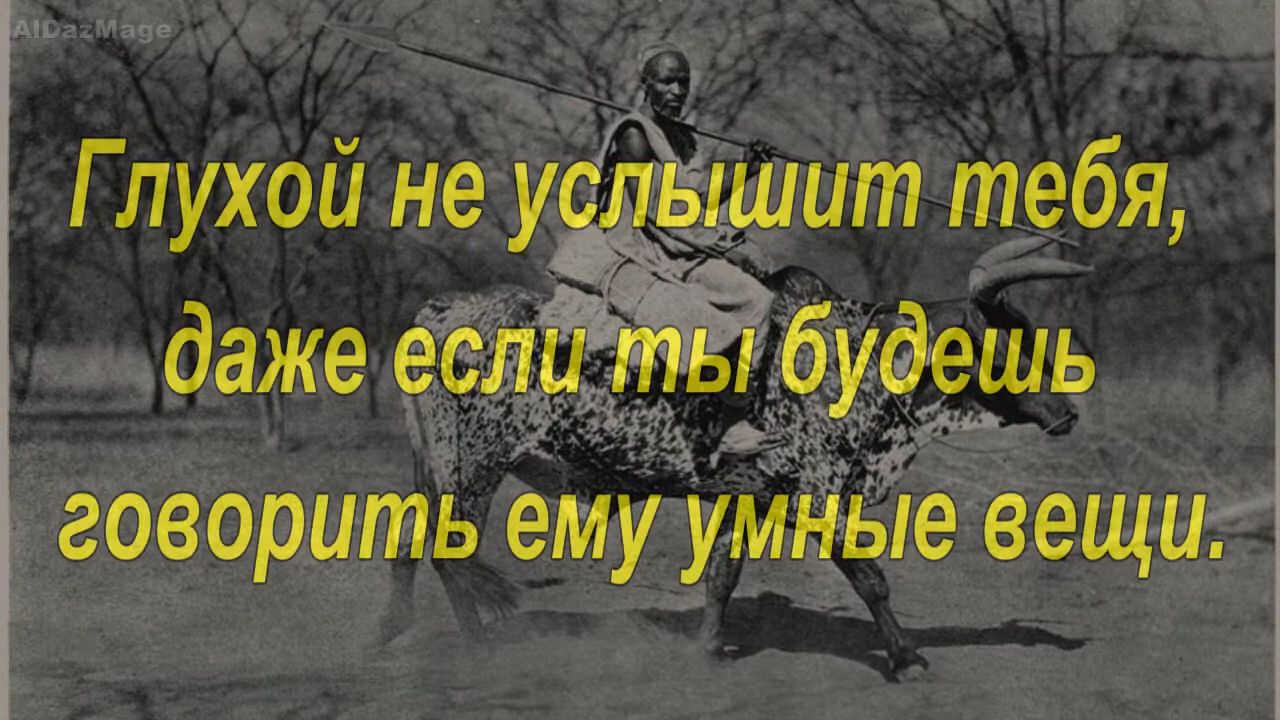 AlDazMage
Глухой не услышит тебя,
даже если ты будешь
говорить ему умные вещи.